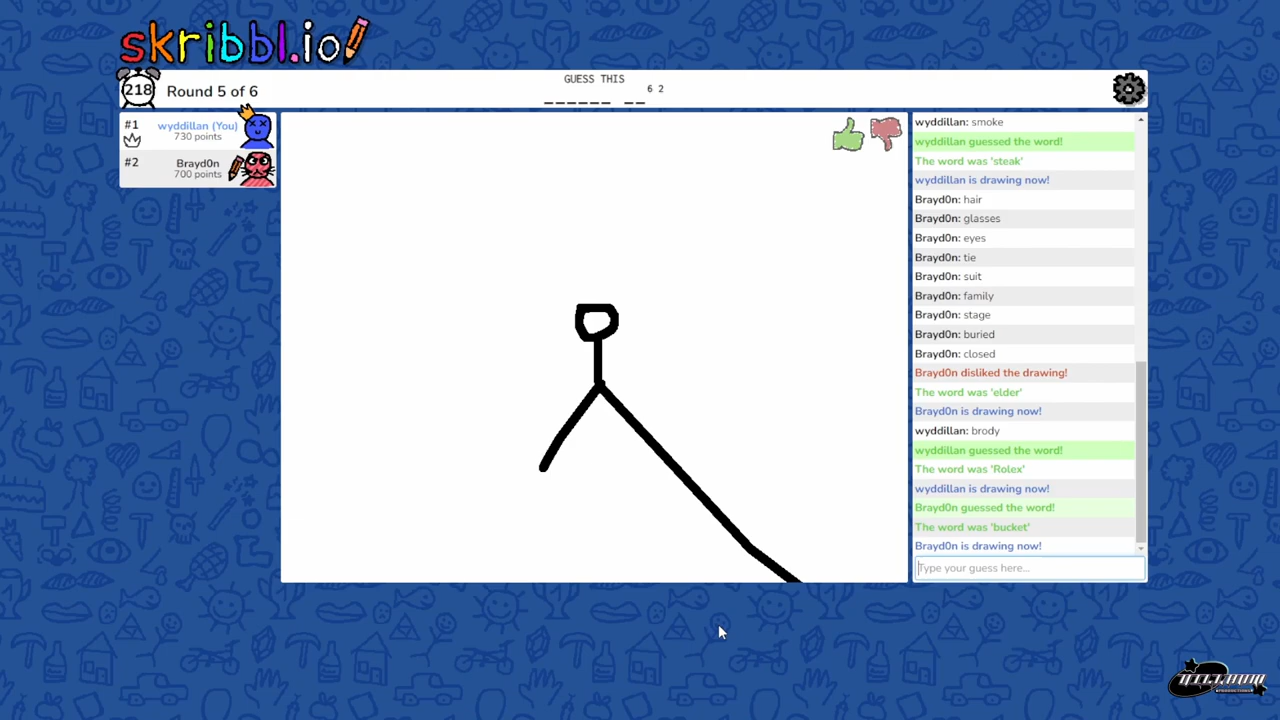 skribbl.io
218
Round 5 of 6
GUESS THIS
______ __ 6 2
#1
wyddillan (You)
730 points
#2
Brayd0n
700 points
wyddillan: smoke
wyddillan guessed the word!
The word was 'steak'
wyddillan is drawing now!
Brayd0n: hair
Brayd0n: glasses
Brayd0n: eyes
Brayd0n: tie
Brayd0n: suit
Brayd0n: family
Brayd0n: stage
Brayd0n: buried
Brayd0n: closed
Brayd0n disliked the drawing!
The word was 'elder'
Brayd0n is drawing now!
wyddillan: brody
wyddillan guessed the word!
The word was 'Rolex'
wyddillan is drawing now!
Brayd0n guessed the word!
The word was 'bucket'
Brayd0n is drawing now!
Type your guess here...